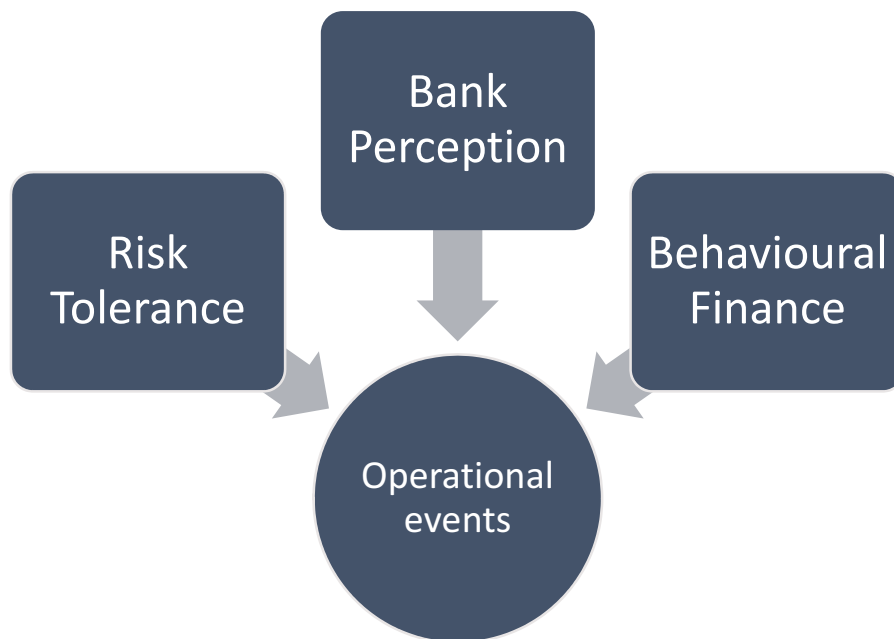 Bank
Perception
Risk
Tolerance
Behavioural
Finance
Operational
events